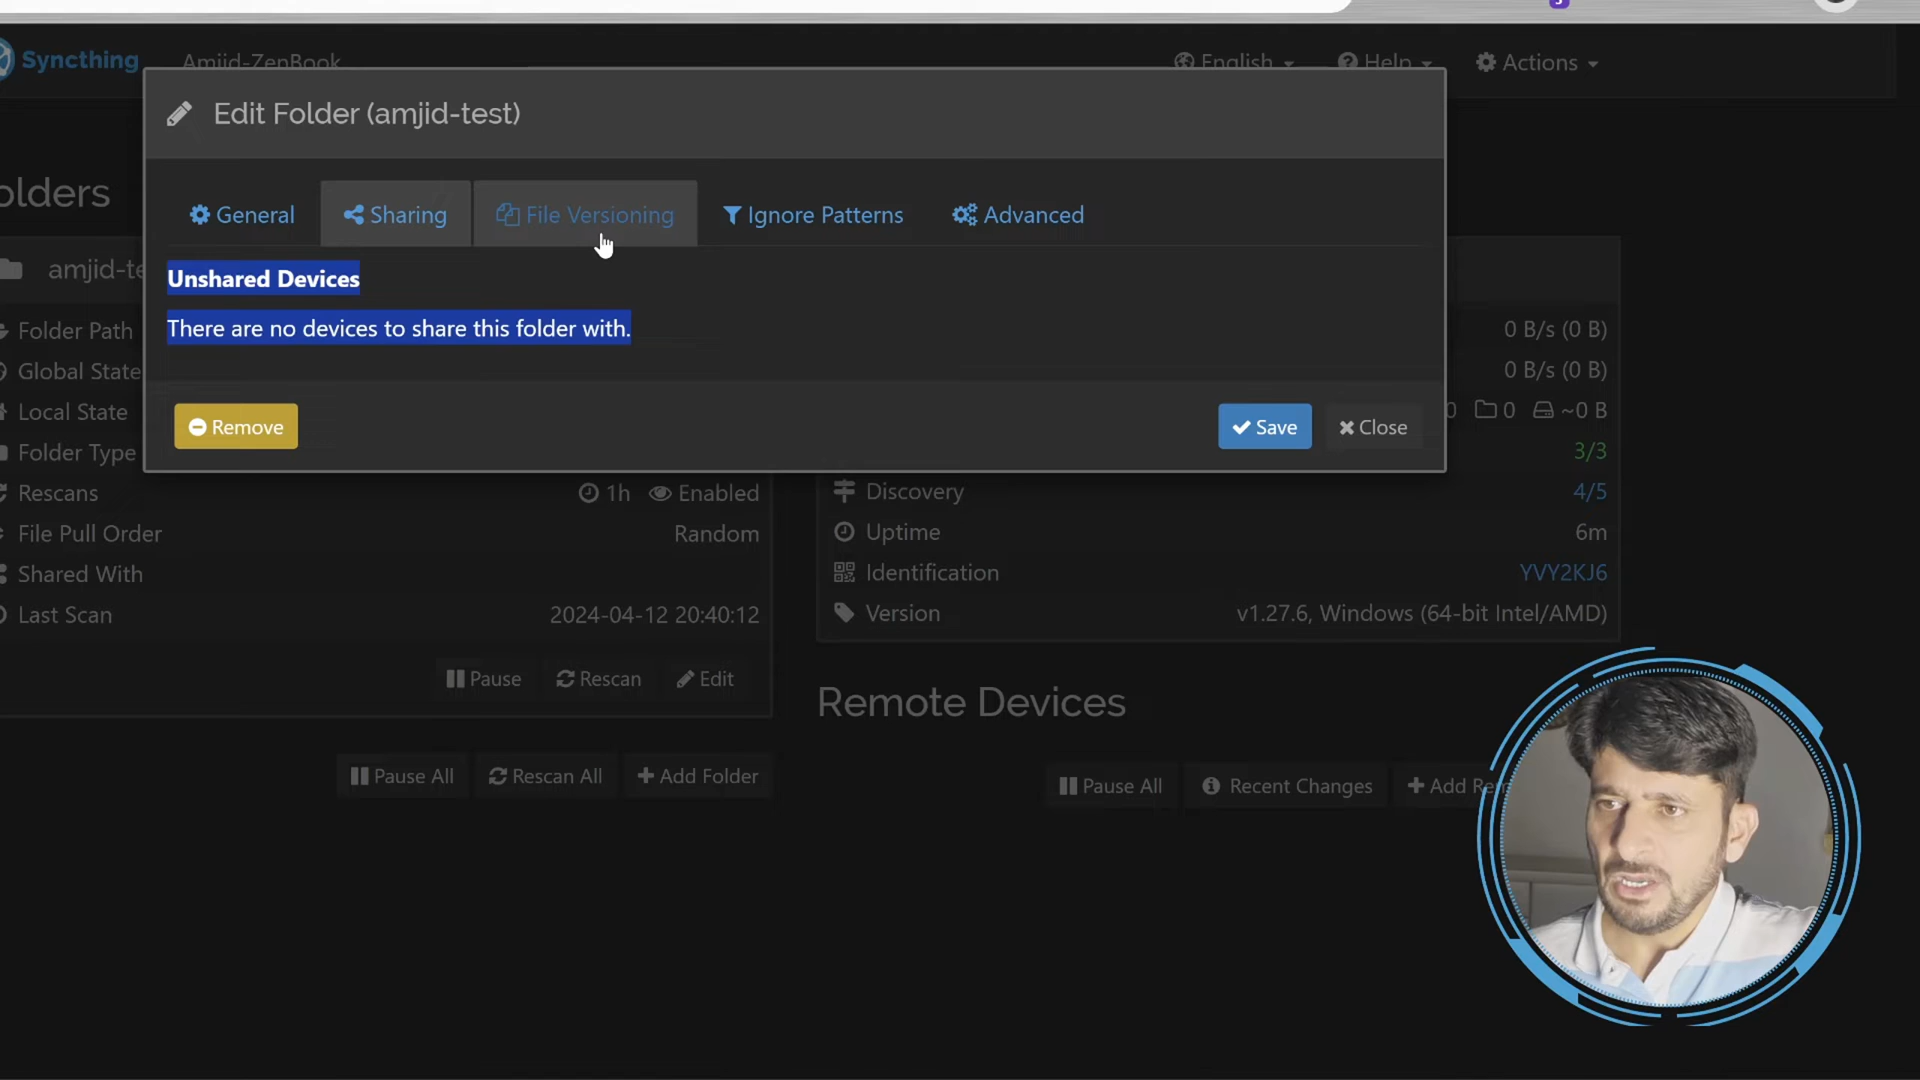 Syncthing
Amjid-ZenBook
English
Help
Actions
Edit Folder (amjid-test)
General
Sharing
File Versioning
Ignore Patterns
Advanced
Unshared Devices
There are no devices to share this folder with.
Remove
Save
Close
olders
amjid-te
Folder Path
Global State
Local State
Folder Type
Rescans
1h
Enabled
File Pull Order
Random
Shared With
Last Scan
2024-04-12 20:40:12
Pause
Rescan
Edit
Pause All
Rescan All
Add Folder
0 B/s (0 B)
0 B/s (0 B)
0
0
~0 B
3/3
Discovery
4/5
Uptime
6m
Identification
YVY2KJ6
Version
v1.27.6, Windows (64-bit Intel/AMD)
Remote Devices
Pause All
Recent Changes
Add Rem